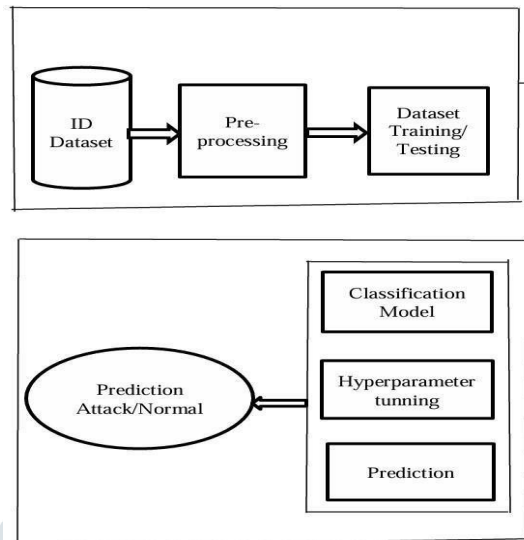 ID
Dataset
Pre-
processing
Dataset
Training/
Testing
Classification
Model
Hyperparameter
tunning
Prediction
Prediction
Attack/Normal